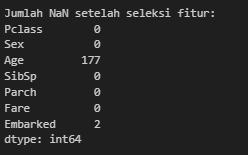 Jumlah NaN setelah seleksi fitur:
Pclass 0
Sex 0
Age 177
SibSp 0
Parch 0
Fare 0
Embarked 2
dtype: int64